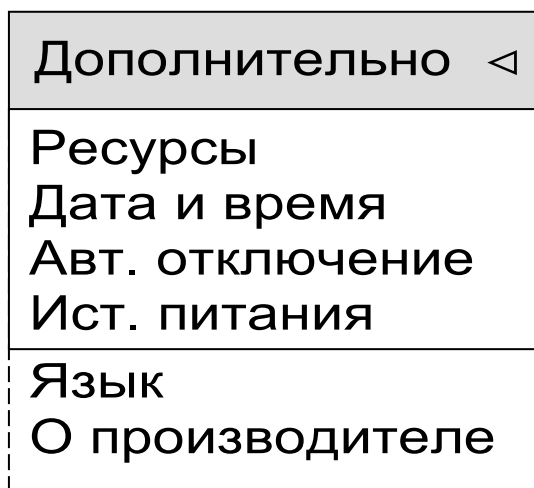 Дополнительно ◁
Ресурсы
Дата и время
Авт. отключение
Ист. питания
Язык
О производителе